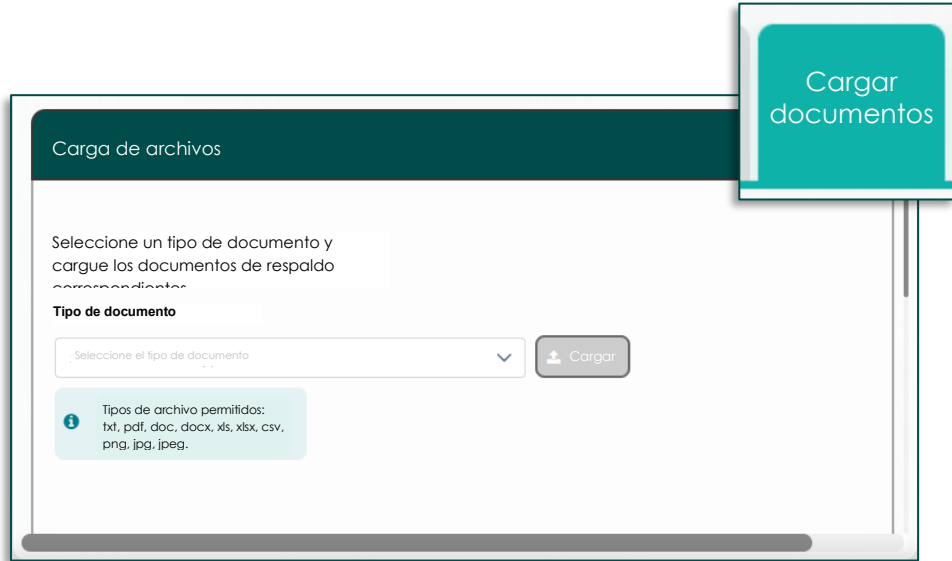 Cargar
documentos
Carga de archivos
Seleccione un tipo de documento y
cargue los documentos de respaldo
correspondientes
Tipo de documento
Seleccione el tipo de documento
Cargar
Tipos de archivo permitidos:
txt, pdf, doc, docx, xls, xlsx, csv,
png, jpg, jpeg.